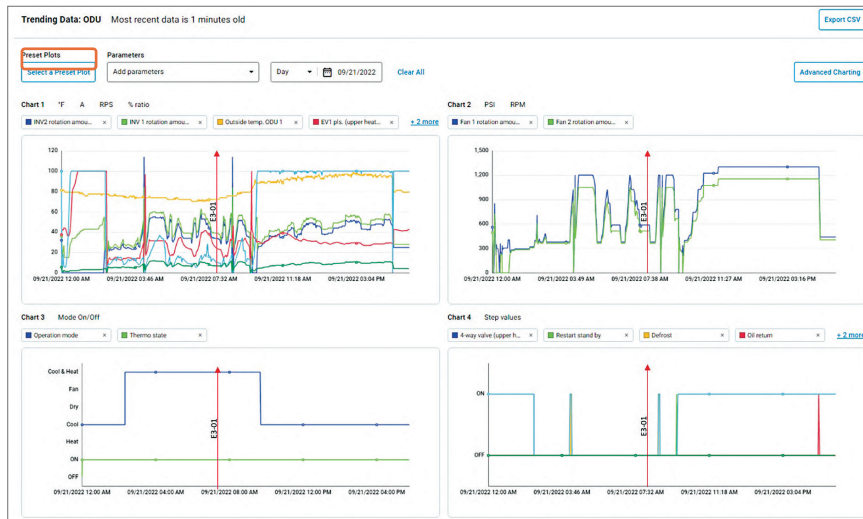 Trending Data: ODU Most recent data is 1 minutes old
Export CSV
Preset Plots Parameters
Select a Preset Plot Add parameters Day 09/21/2022 Clear All Advanced Charting
Chart 1 °F A RPS % ratio
INV2 rotation amou... × INV 1 rotation amou... × Outside temp. ODU 1 × EV1 pls. (upper heat... × + 2 more
120
100
80
60
40
20
0
E3-01
09/21/2022 12:00 AM 09/21/2022 03:46 AM 09/21/2022 07:32 AM 09/21/2022 11:18 AM 09/21/2022 03:04 PM
Chart 2 PSI RPM
Fan 1 rotation amou... × Fan 2 rotation amou... ×
1,500
1,200
900
600
300
0
E3-01
09/21/2022 12:00 AM 09/21/2022 03:49 AM 09/21/2022 07:38 AM 09/21/2022 11:27 AM 09/21/2022 03:16 PM
Chart 3 Mode On/Off
Operation mode × Thermo state ×
Cool & Heat
Fan
Dry
Cool
Heat
ON
OFF
E3-01
09/21/2022 12:00 AM 09/21/2022 04:00 AM 09/21/2022 08:00 AM 09/21/2022 12:00 PM 09/21/2022 04:00 PM
Chart 4 Step values
4-way valve (upper h... × Restart stand by × Defrost × Oil return × + 2 more
ON
OFF
E3-01
09/21/2022 12:00 AM 09/21/2022 03:46 AM 09/21/2022 07:32 AM 09/21/2022 11:18 AM 09/21/2022 03:04 PM